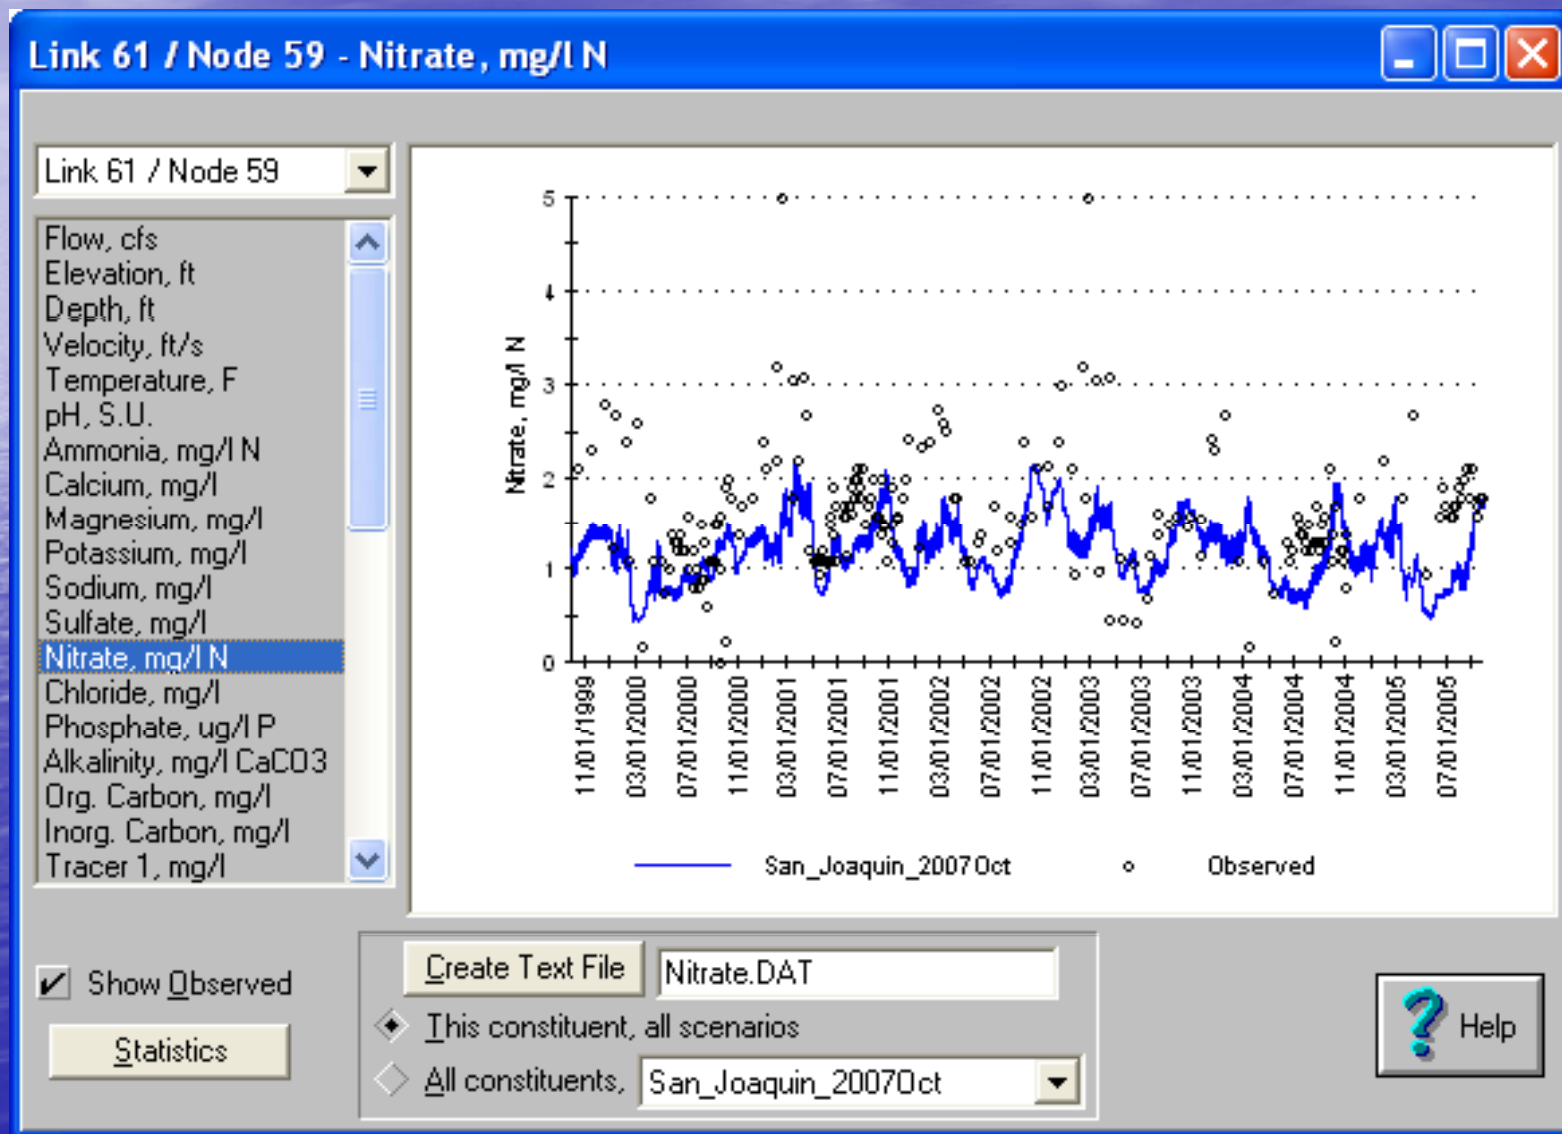 Link 61 / Node 59 - Nitrate, mg/l N
Link 61 / Node 59
Flow, cfs
Elevation, ft
Depth, ft
Velocity, ft/s
Temperature, F
pH, S.U.
Ammonia, mg/l N
Calcium, mg/l
Magnesium, mg/l
Potassium, mg/l
Sodium, mg/l
Sulfate, mg/l
Nitrate, mg/l N
Chloride, mg/l
Phosphate, ug/l P
Alkalinity, mg/l CaCO3
Org. Carbon, mg/l
Inorg. Carbon, mg/l
Tracer 1, mg/l
Nitrate, mg/l N
5
4
3
2
1
0
11/01/1999
03/01/2000
07/01/2000
11/01/2000
03/01/2001
07/01/2001
11/01/2001
03/01/2002
07/01/2002
11/01/2002
03/01/2003
07/01/2003
11/01/2003
03/01/2004
07/01/2004
11/01/2004
03/01/2005
07/01/2005
San_Joaquin_2007Oct
Observed
Show Observed
Statistics
Create Text File
Nitrate.DAT
This constituent, all scenarios
All constituents,
San_Joaquin_2007Oct
? Help